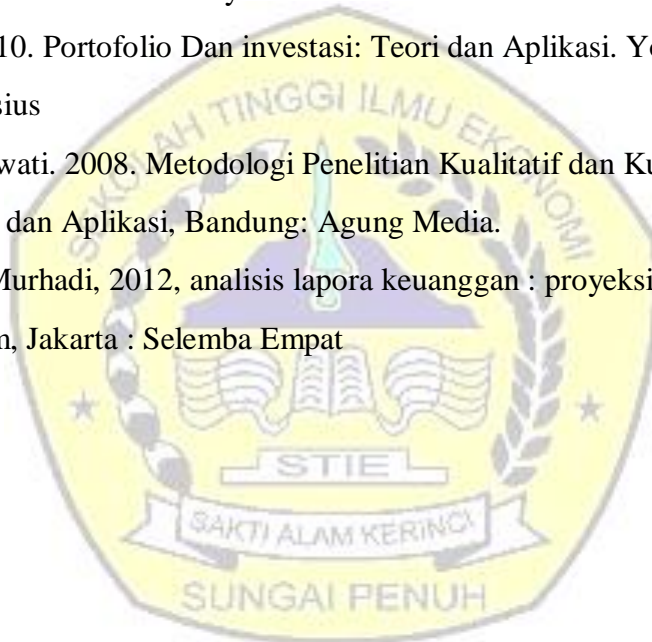 10. Portofolio Dan investasi: Teori dan Aplikasi. Yo
sius
wati. 2008. Metodologi Penelitian Kualitatif dan Ku
dan Aplikasi, Bandung: Agung Media.
Murhadi, 2012, analisis lapora keuanggan : proyeksi
n, Jakarta : Selemba Empat
SEKOLAH TINGGI ILMU EKONOMI
STIE
SAKTI ALAM KERINCI
SUNGAI PENUH